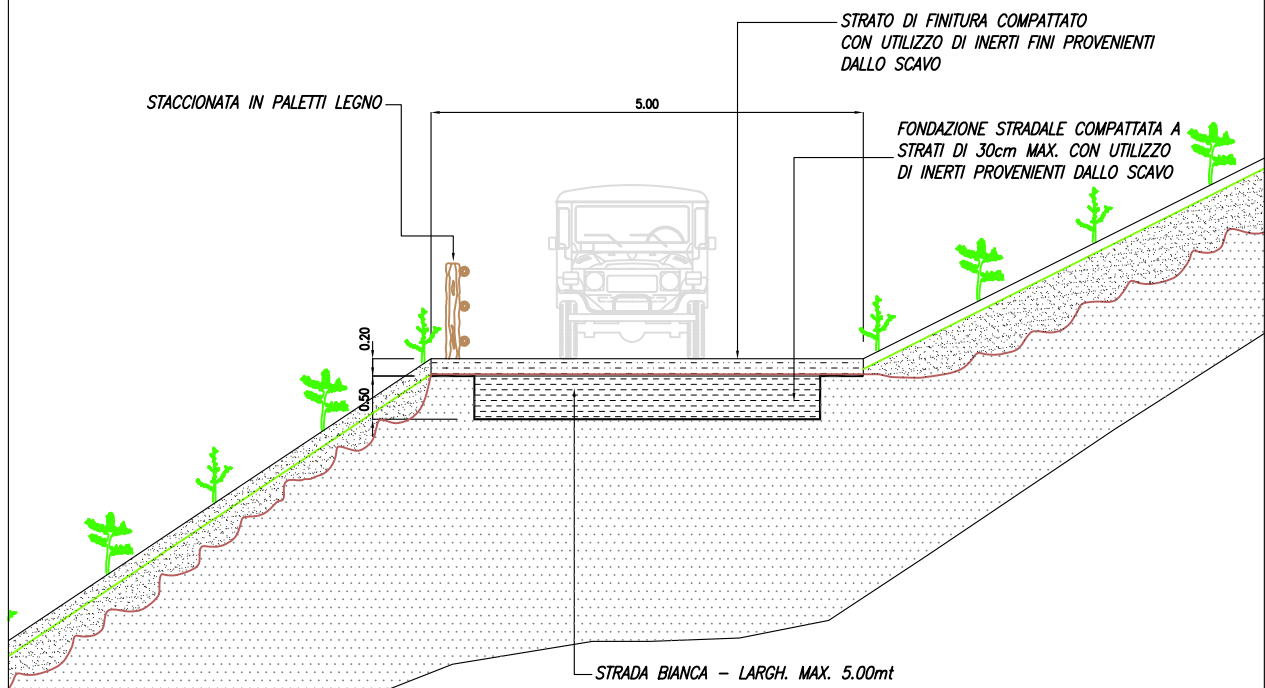 STRATO DI FINITURA COMPATTATO
CON UTILIZZO DI INERTI FINI PROVENIENTI
DALLO SCAVO
STACCIONATA IN PALETTI LEGNO
5.00
FONDAZIONE STRADALE COMPATTATA A
STRATI DI 30cm MAX. CON UTILIZZO
DI INERTI PROVENIENTI DALLO SCAVO
0.20
0.50
STRADA BIANCA – LARGH. MAX. 5.00mt